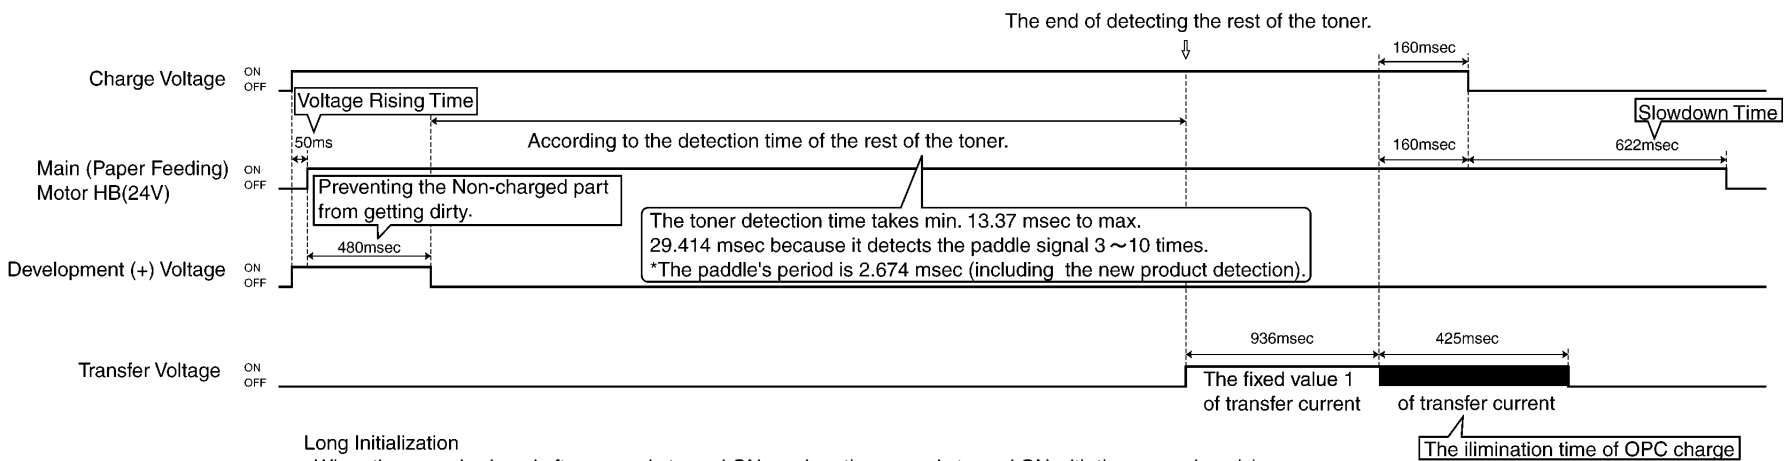 The end of detecting the rest of the toner.
160msec
Charge Voltage
ON
OFF
Voltage Rising Time
Slowdown Time
50ms
According to the detection time of the rest of the toner.
160msec
622msec
Main (Paper Feeding)
Motor HB(24V)
ON
OFF
Preventing the Non-charged part
from getting dirty.
The toner detection time takes min. 13.37 msec to max.
29.414 msec because it detects the paddle signal 3～10 times.
*The paddle's period is 2.674 msec (including the new product detection).
480msec
Development (+) Voltage
ON
OFF
936msec
425msec
Transfer Voltage
ON
OFF
The fixed value 1
of transfer current
of transfer current
The ilimination time of OPC charge
Long Initialization